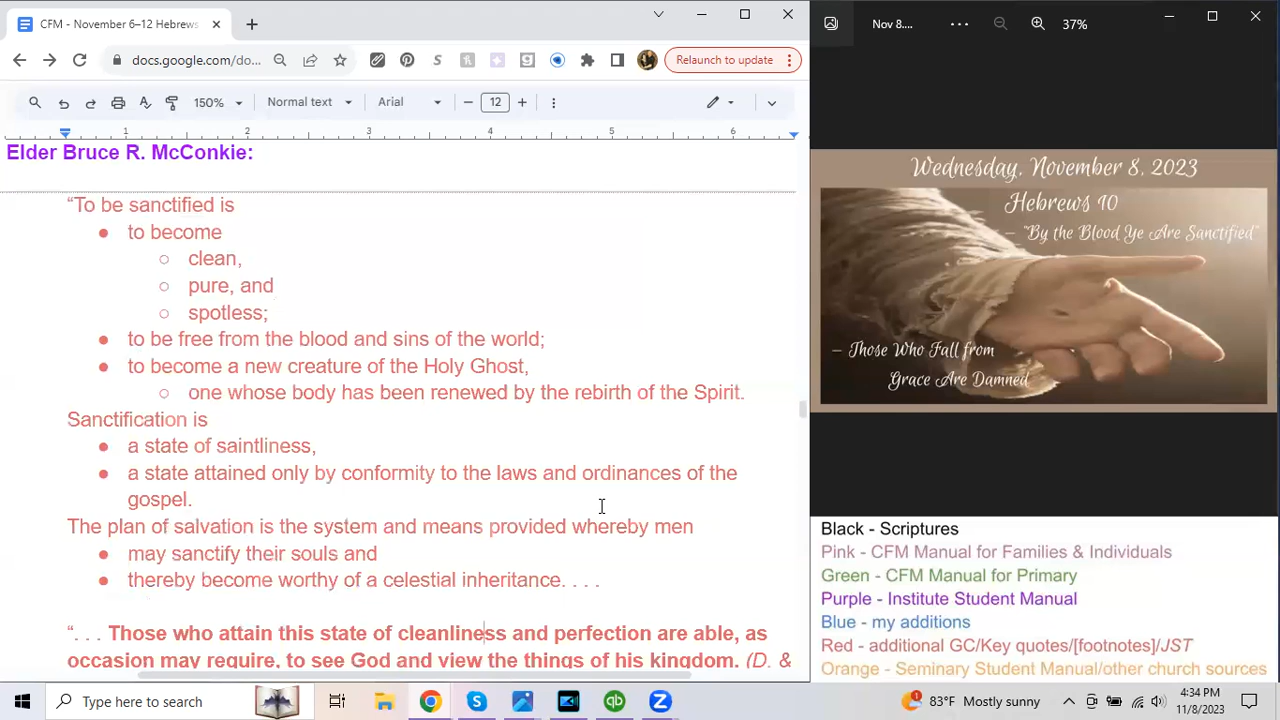 CFM - November 6–12 Hebrews
docs.google.com/do...
Relaunch to update
150%
Normal text
Arial
12
1 2 3 4 5 6
Elder Bruce R. McConkie:
“To be sanctified is
● to become
○ clean,
○ pure, and
○ spotless;
● to be free from the blood and sins of the world;
● to become a new creature of the Holy Ghost,
○ one whose body has been renewed by the rebirth of the Spirit.
Sanctification is
● a state of saintliness,
● a state attained only by conformity to the laws and ordinances of the
gospel.
The plan of salvation is the system and means provided whereby men
● may sanctify their souls and
● thereby become worthy of a celestial inheritance. . . .
“. . . Those who attain this state of cleanliness and perfection are able, as
occasion may require, to see God and view the things of his kingdom. (D. &
Nov 8....
37%
Wednesday, November 8, 2023
Hebrews 10
– “By the Blood Ye Are Sanctified”
– Those Who Fall from
Grace Are Damned
Black - Scriptures
Pink - CFM Manual for Families & Individuals
Green - CFM Manual for Primary
Purple - Institute Student Manual
Blue - my additions
Red - additional GC/Key quotes/[footnotes]/JST
Orange - Seminary Student Manual/other church sources
Type here to search
83°F Mostly sunny
4:34 PM
11/8/2023